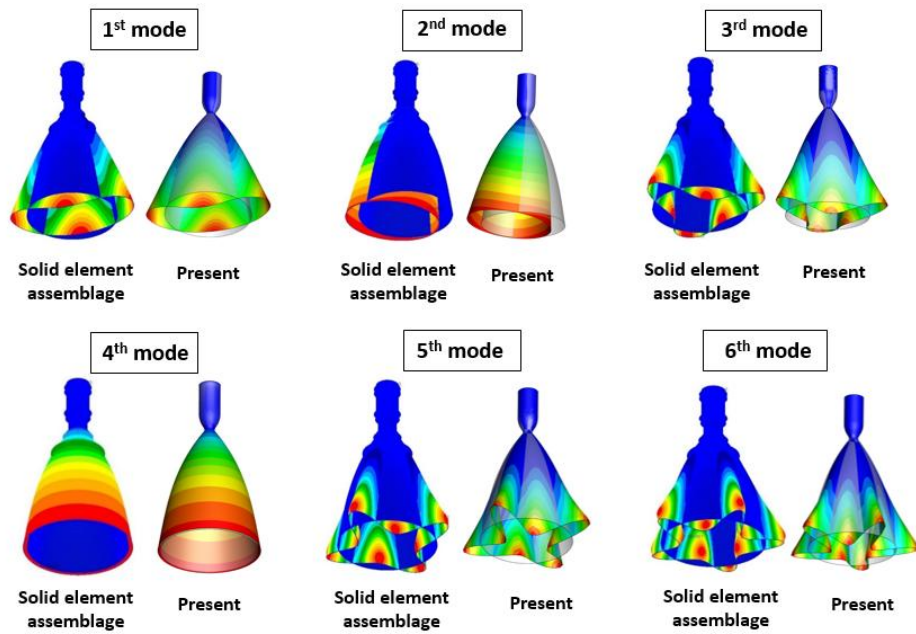 1st mode
2nd mode
3rd mode
Solid element
assemblage
Present
Solid element
assemblage
Present
Solid element
assemblage
Present
4th mode
5th mode
6th mode
Solid element
assemblage
Present
Solid element
assemblage
Present
Solid element
assemblage
Present